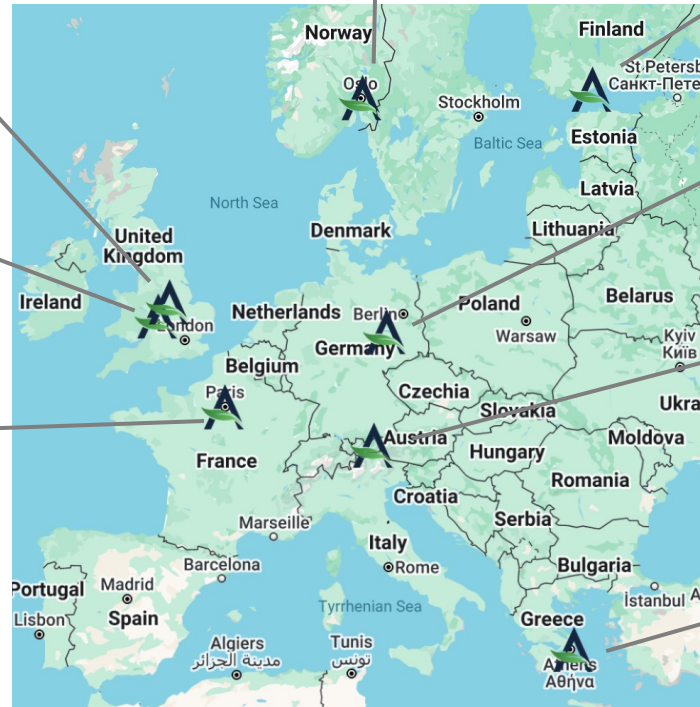 Norway
Finland
Oslo
St Petersb
Санкт-Пете
Stockholm
Estonia
Baltic Sea
Latvia
North Sea
Denmark
Lithuania
United
Kingdom
Ireland
Netherlands
Berlin
Poland
Belarus
London
Germany
Warsaw
Kyiv
Київ
Belgium
Paris
Czechia
Slovakia
Ukra
Austria
Hungary
Moldova
France
Romania
Croatia
Serbia
Marseille
Italy
Rome
Bulgaria
Barcelona
Portugal
Madrid
Spain
Tyrrhenian Sea
İstanbul
Lisbon
Greece
Algiers
مدينة الجزائر
Tunis
تونس
Athens
Αθήνα